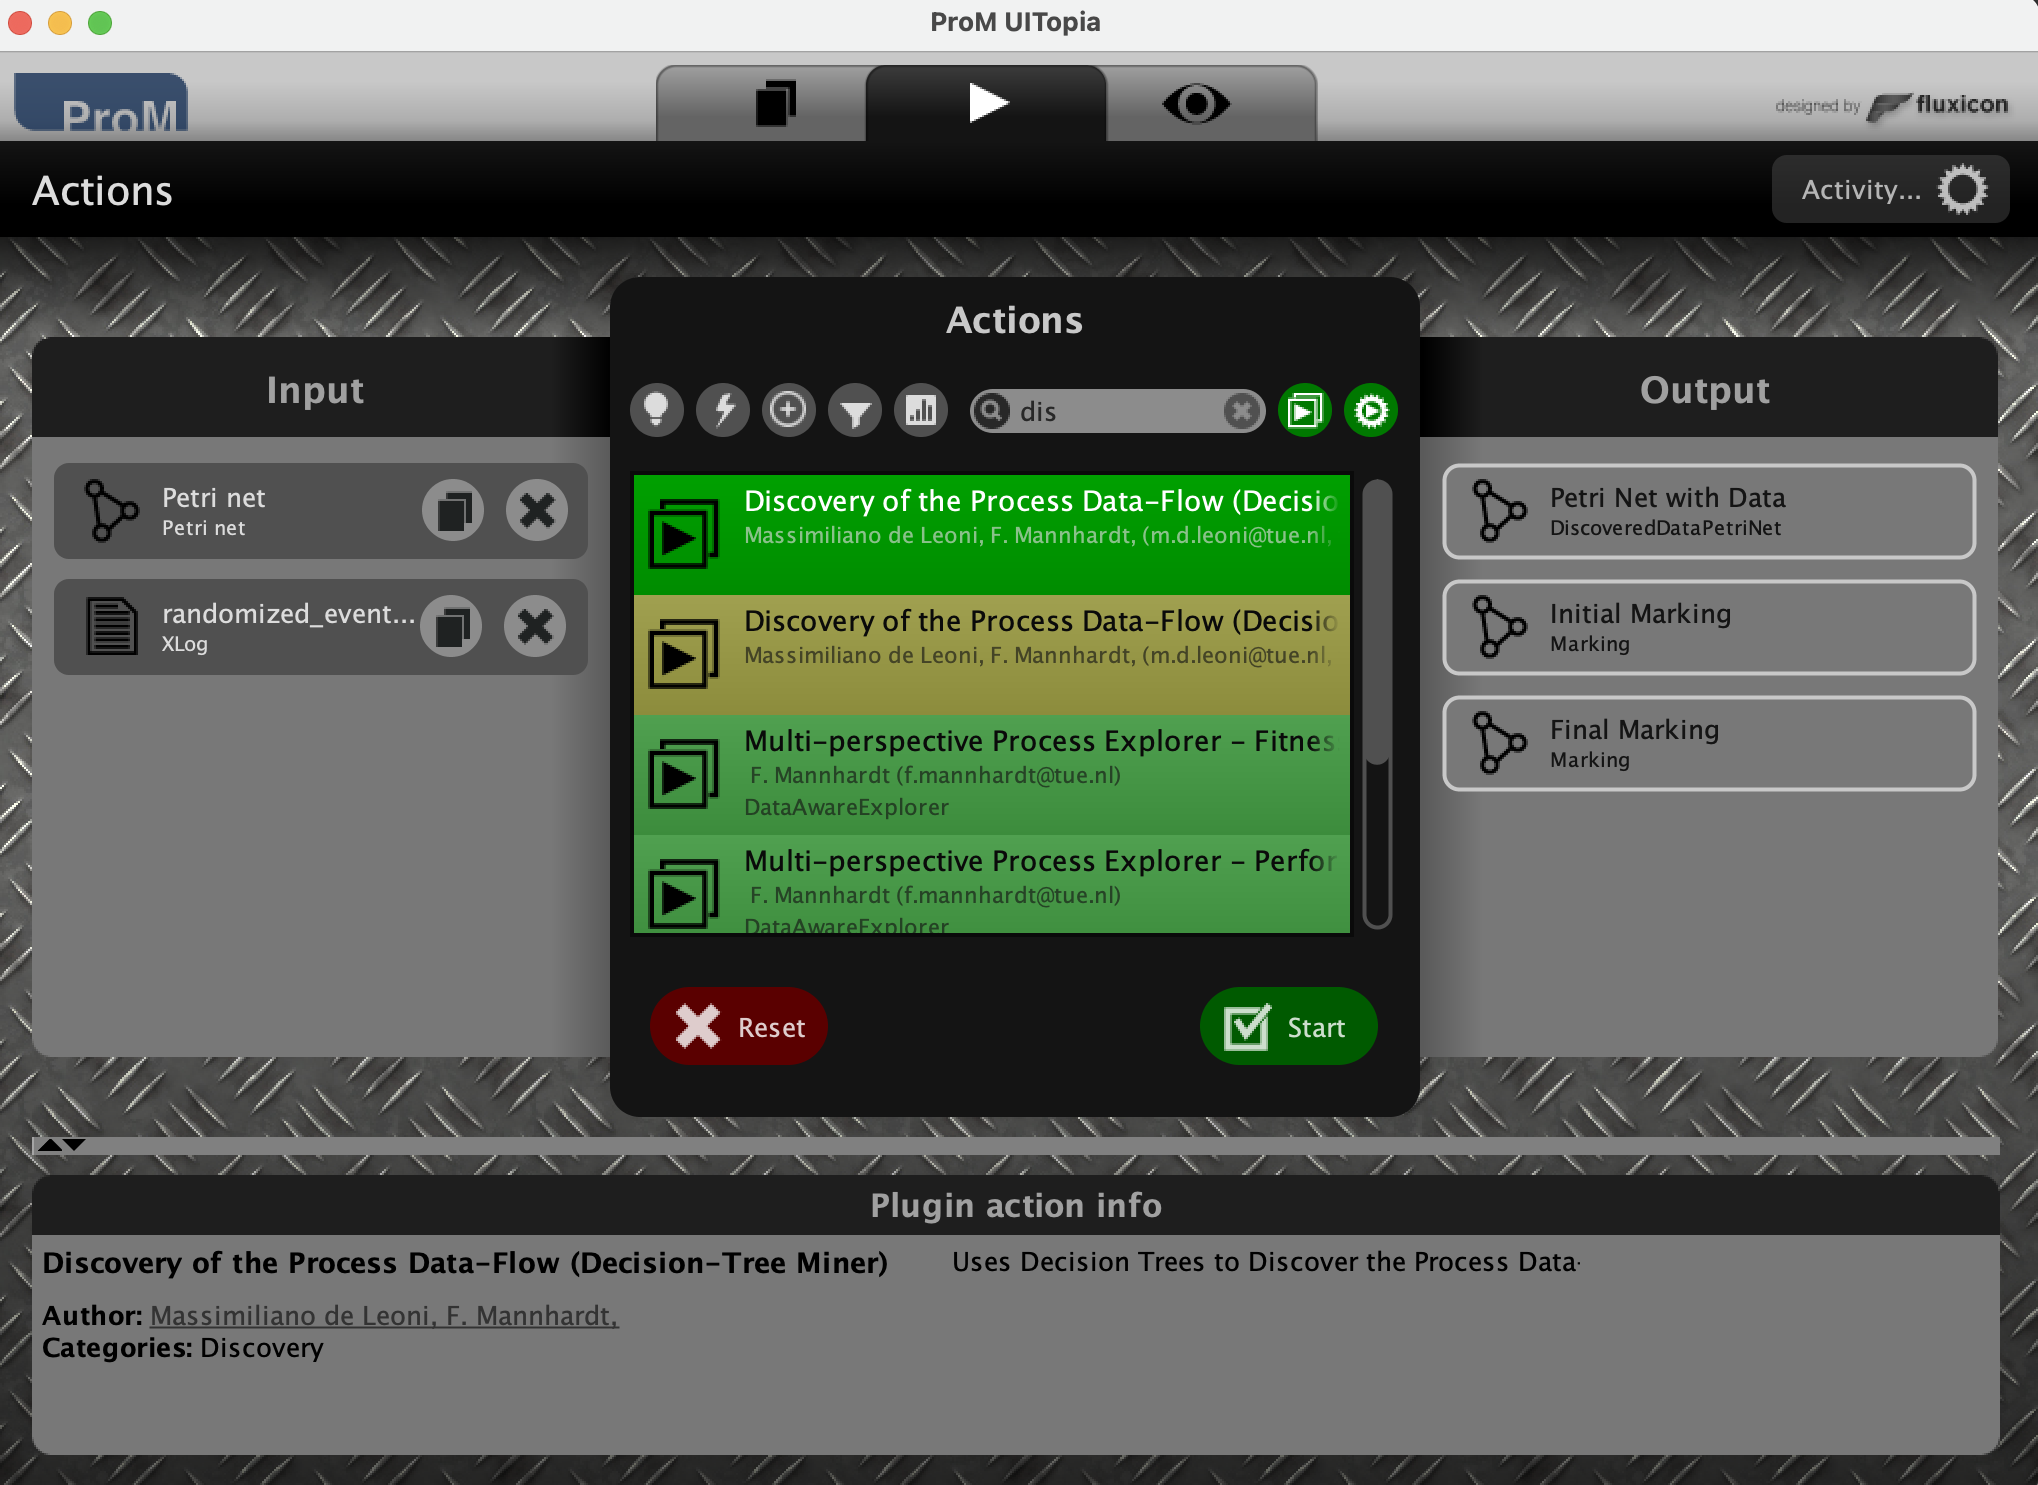 ProM UITopia
ProM
designed by fluxicon
Actions
Activity...
Actions
Input
dis
Output
Petri net
Petri net
randomized_event...
XLog
Discovery of the Process Data-Flow (Decisio
Massimiliano de Leoni, F. Mannhardt, (m.d.leoni@tue.nl,
Discovery of the Process Data-Flow (Decisio
Massimiliano de Leoni, F. Mannhardt, (m.d.leoni@tue.nl,
Multi-perspective Process Explorer - Fitnes
F. Mannhardt (f.mannhardt@tue.nl)
DataAwareExplorer
Multi-perspective Process Explorer - Perfor
F. Mannhardt (f.mannhardt@tue.nl)
DataAwareExplorer
Petri Net with Data
DiscoveredDataPetriNet
Initial Marking
Marking
Final Marking
Marking
Reset
Start
Plugin action info
Discovery of the Process Data-Flow (Decision-Tree Miner)
Uses Decision Trees to Discover the Process Data-
Author: Massimiliano de Leoni, F. Mannhardt,
Categories: Discovery